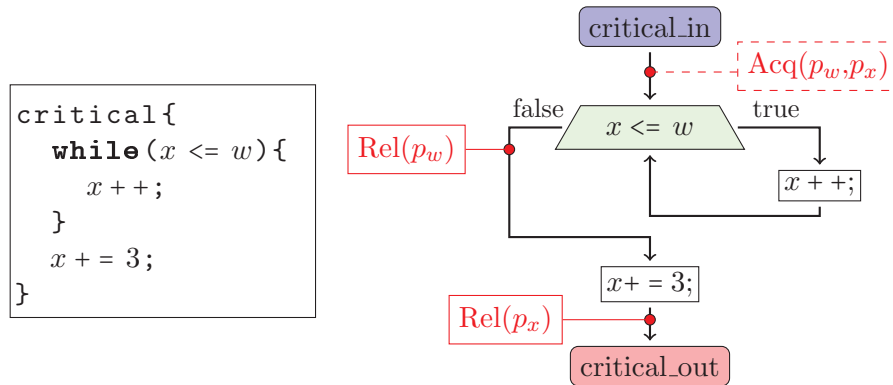 critical{
while(x <= w){
x ++;
}
x += 3;
}
critical_in
Acq(p_w,p_x)
false
true
x <= w
Rel(p_w)
x ++;
x+ = 3;
Rel(p_x)
critical_out